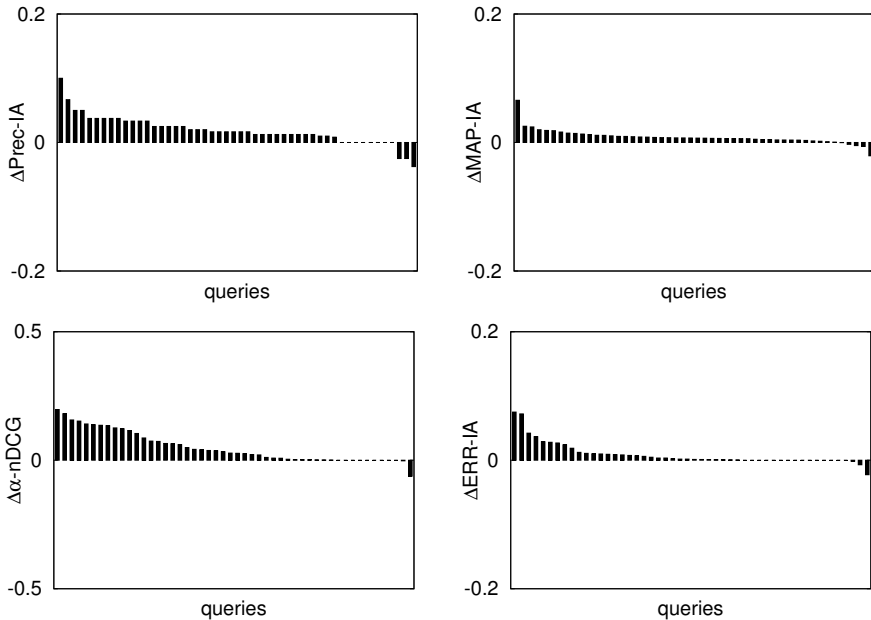 0.2
ΔPrec-IA
0
-0.2
queries
0.2
ΔMAP-IA
0
-0.2
queries
0.5
Δα-nDCG
0
-0.5
queries
0.2
ΔERR-IA
0
-0.2
queries